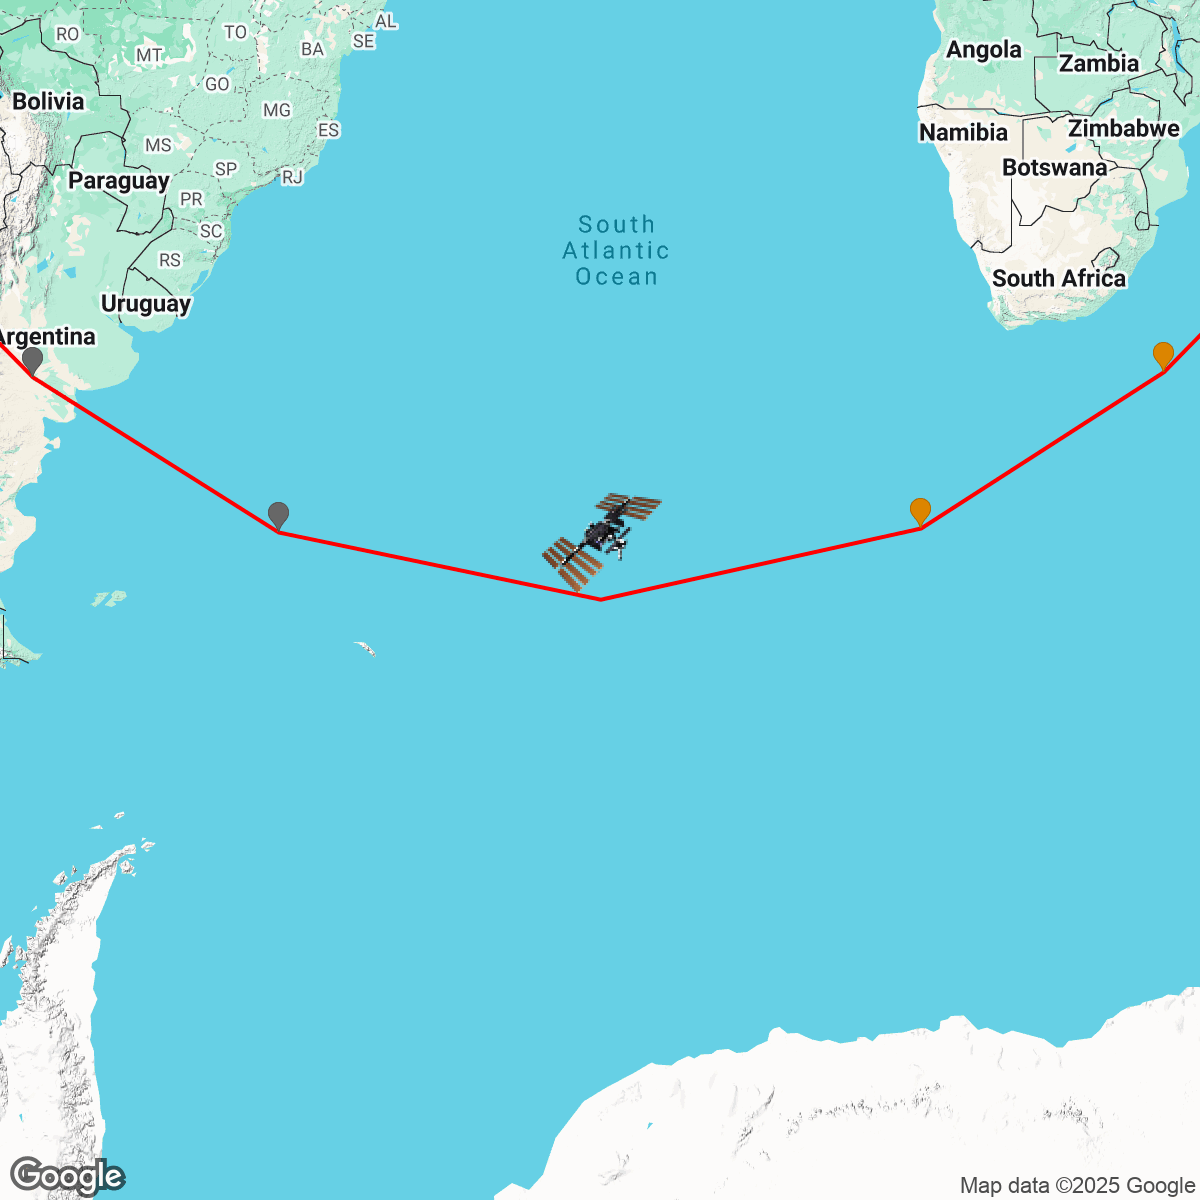 AL
TO
RO
SE
BA
MT
Angola
Zambia
GO
Bolivia
MG
ES
Zimbabwe
Namibia
MS
SP
Botswana
RJ
Paraguay
PR
South
Atlantic
Ocean
SC
RS
South Africa
Uruguay
Argentina
Google
Map data ©2025 Google